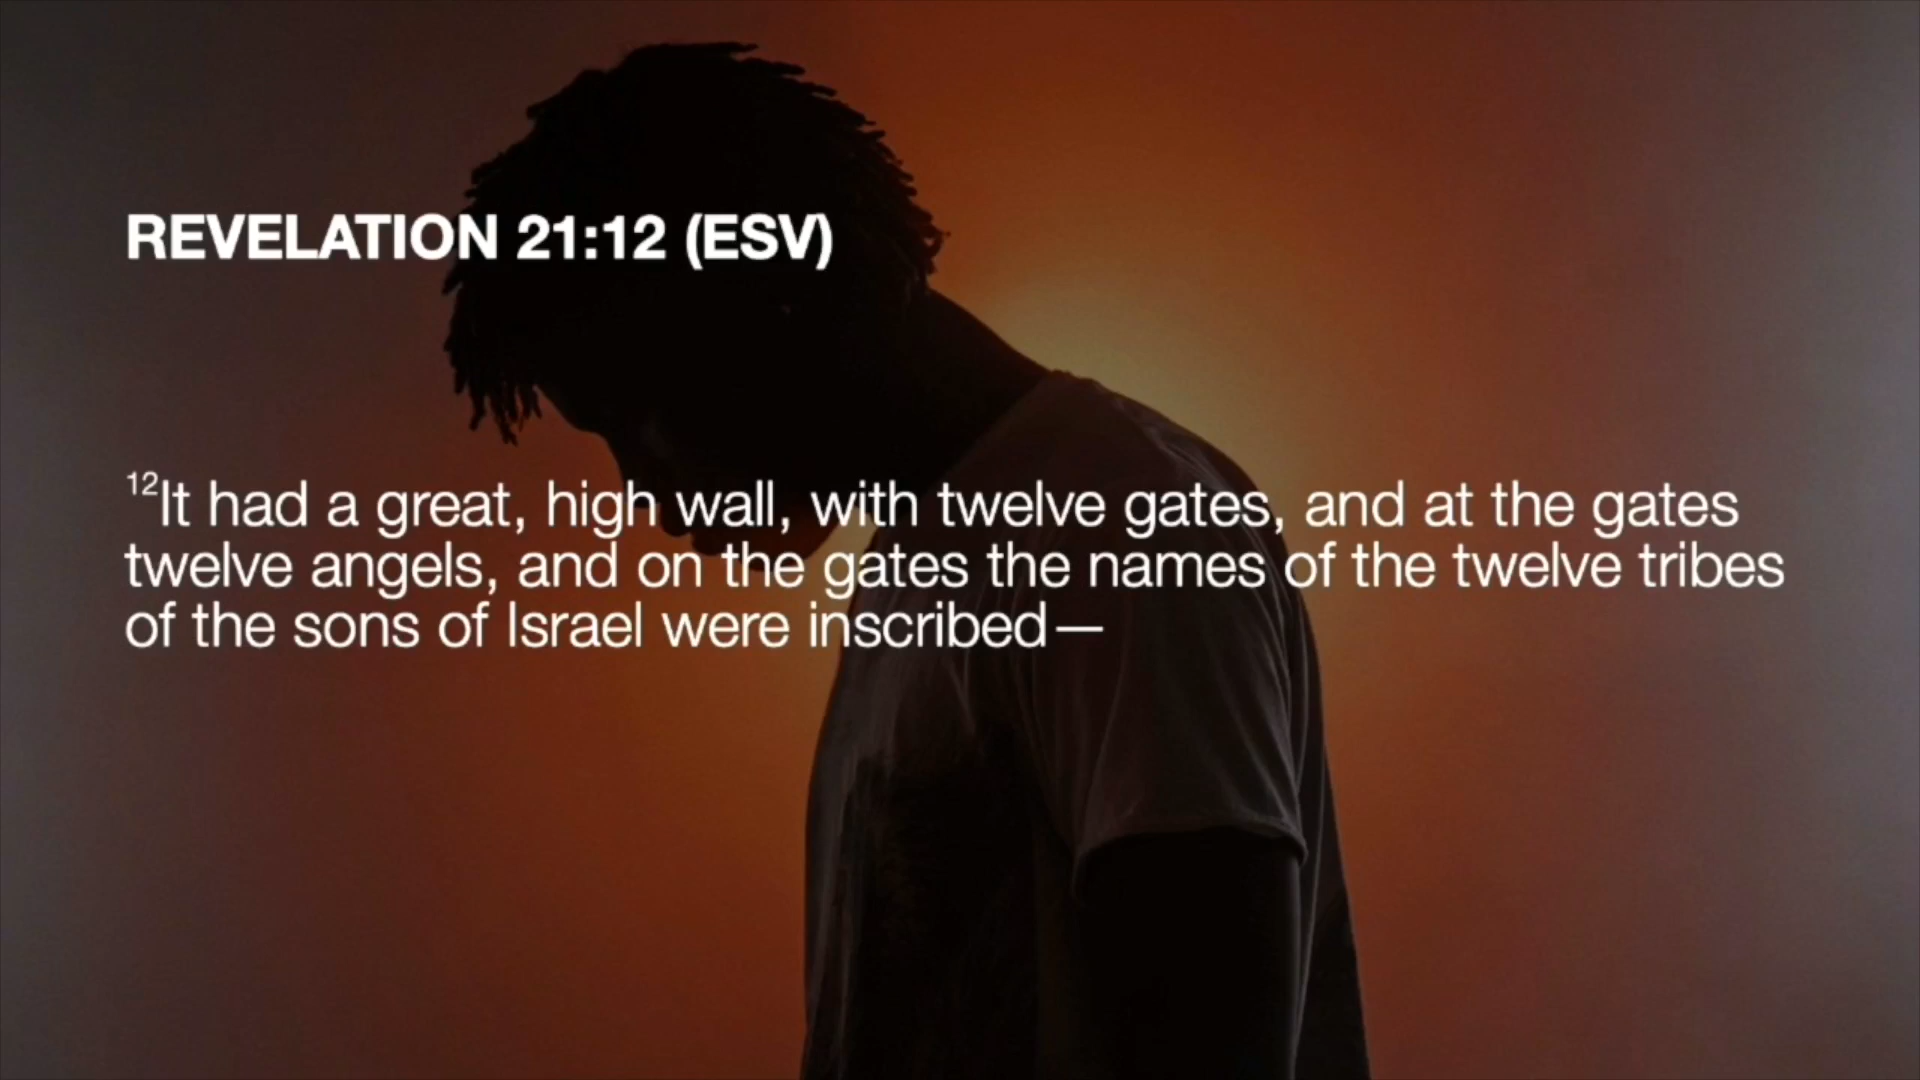 REVELATION 21:12 (ESV)
12It had a great, high wall, with twelve gates, and at the gates
twelve angels, and on the gates the names of the twelve tribes
of the sons of Israel were inscribed—